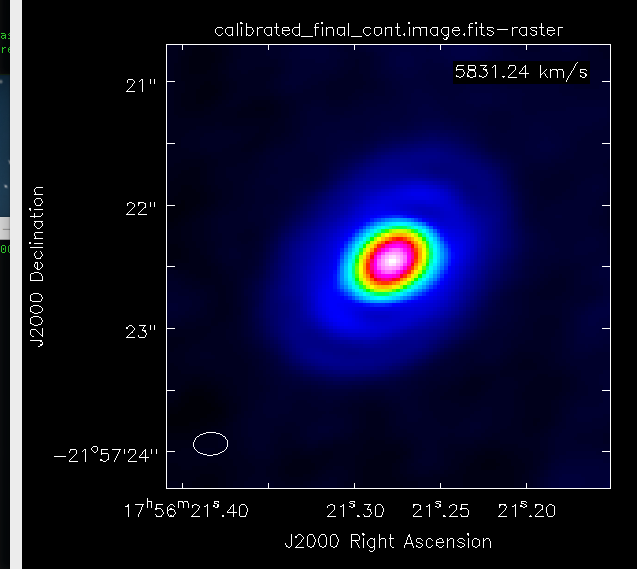 calibrated_final_cont.image.fits-raster
5831.24 km/s
21"
22"
23"
-21°57'24"
J2000 Declination
17ʰ56ᵐ21ˢ.40
21ˢ.30
21ˢ.25
21ˢ.20
J2000 Right Ascension